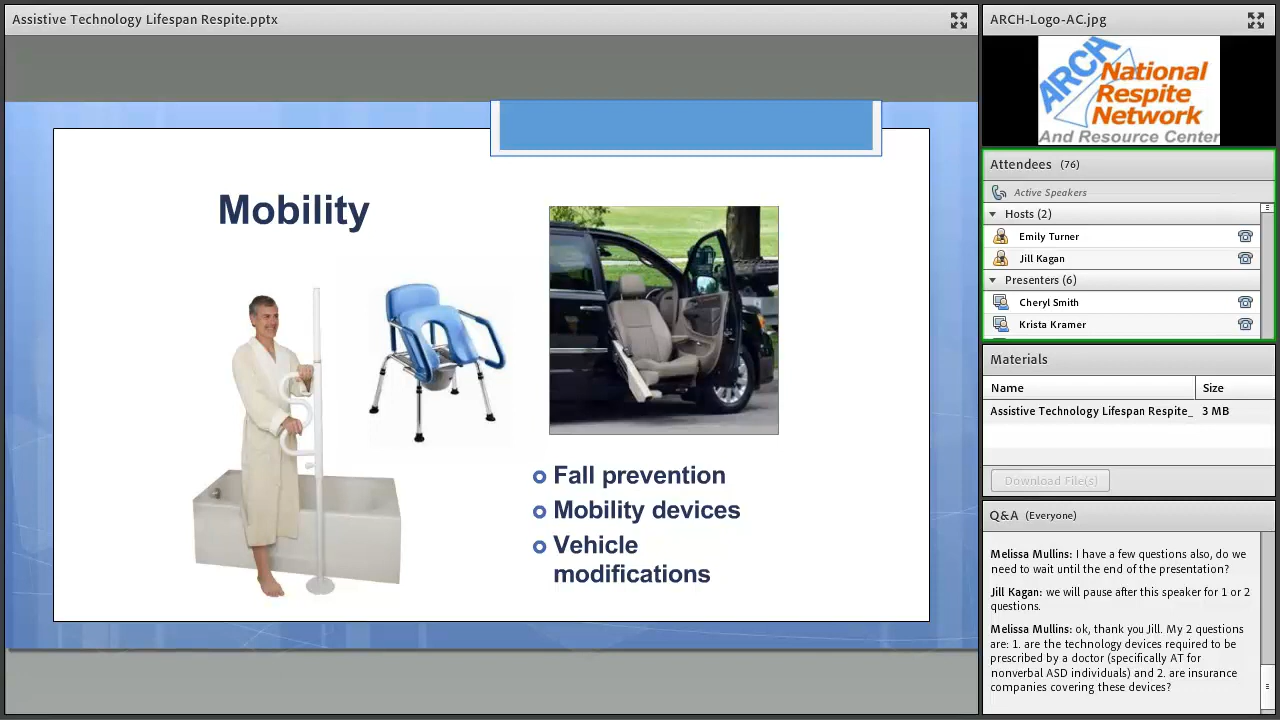 Assistive Technology Lifespan Respite.pptx
Mobility
Fall prevention
Mobility devices
Vehicle
modifications
ARCH-Logo-AC.jpg
ARCH
National
Respite
Network
And Resource Center
Attendees (76)
Active Speakers
Hosts (2)
Emily Turner
Jill Kagan
Presenters (6)
Cheryl Smith
Krista Kramer
Materials
Name Size
Assistive Technology Lifespan Respite_ 3 MB
Download File(s)
Q&A (Everyone)
Melissa Mullins: I have a few questions also, do we
need to wait until the end of the presentation?
Jill Kagan: we will pause after this speaker for 1 or 2
questions.
Melissa Mullins: ok, thank you Jill. My 2 questions
are: 1. are the technology devices required to be
prescribed by a doctor (specifically AT for
nonverbal ASD individuals) and 2. are insurance
companies covering these devices?